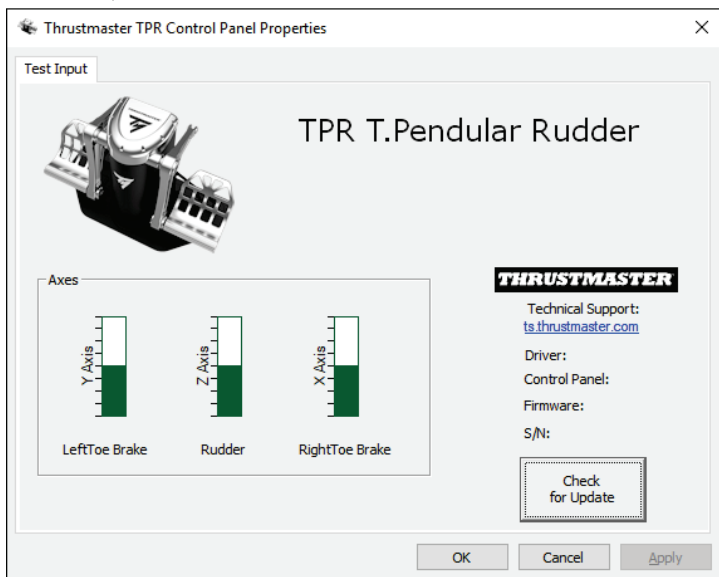 Thrustmaster TPR Control Panel Properties
Test Input
TPR T.Pendular Rudder
Axes
Y Axis
Z Axis
X Axis
LeftToe Brake
Rudder
RightToe Brake
THRUSTMASTER
Technical Support:
ts.thrustmaster.com
Driver:
Control Panel:
Firmware:
S/N:
Check
for Update
OK
Cancel
Apply